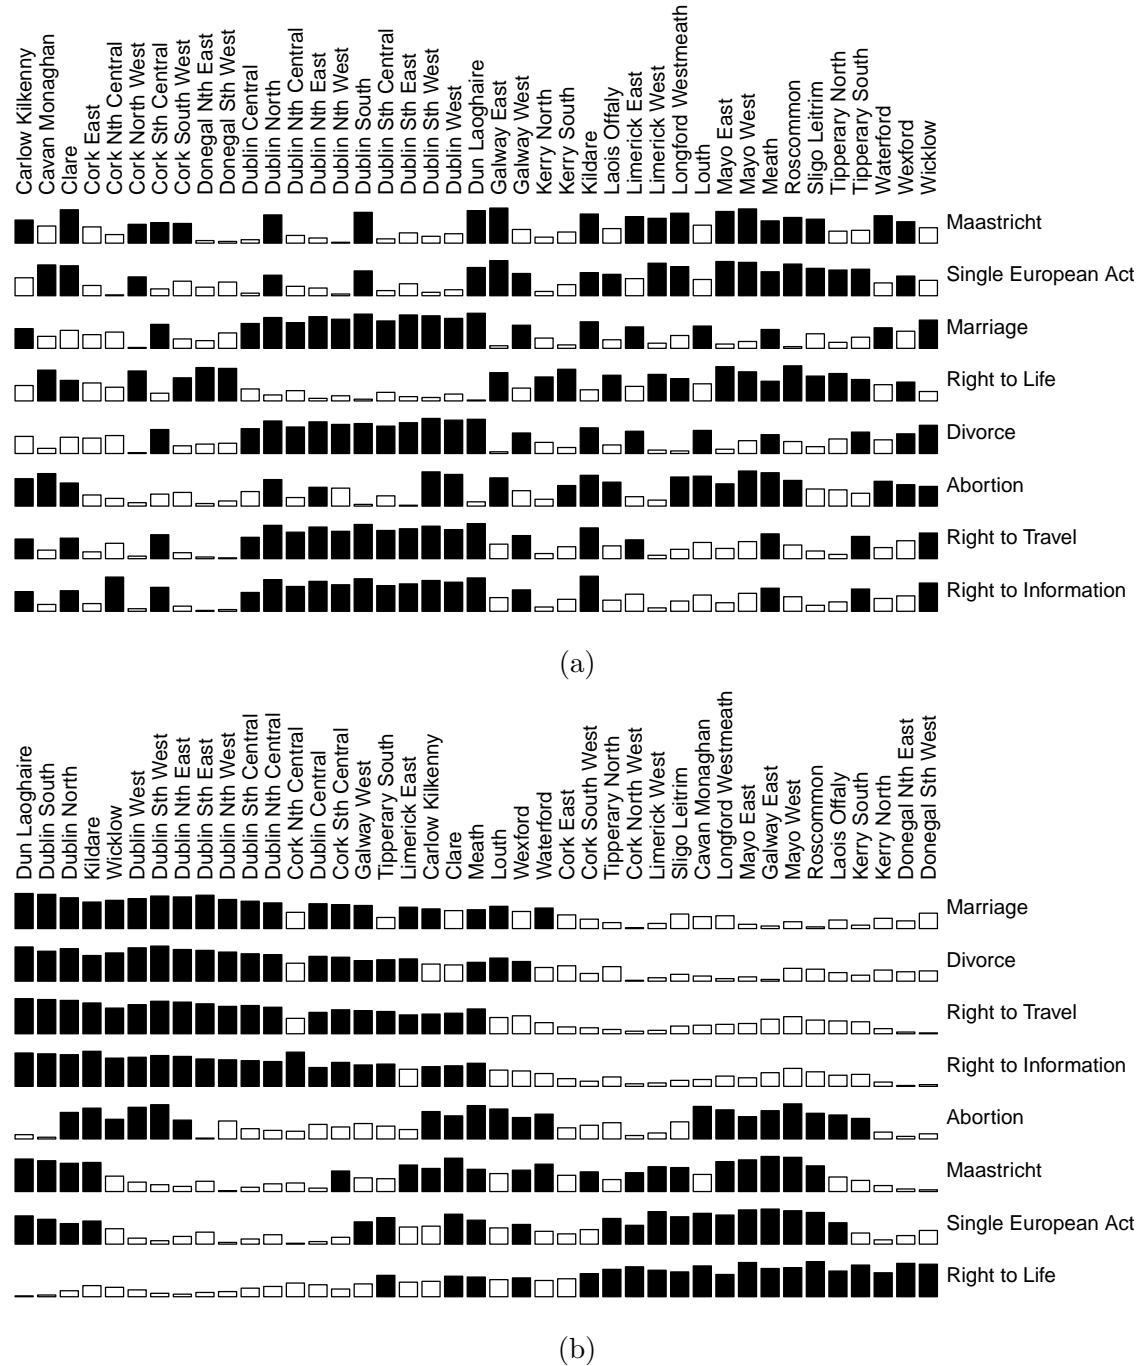 Carlow Kilkenny
Cavan Monaghan
Clare
Cork East
Cork Nth Central
Cork North West
Cork Sth Central
Cork South West
Donegal Nth East
Donegal Sth West
Dublin Central
Dublin North
Dublin Nth Central
Dublin Nth East
Dublin Nth West
Dublin South
Dublin Sth Central
Dublin Sth East
Dublin Sth West
Dublin West
Dun Laoghaire
Galway East
Galway West
Kerry North
Kerry South
Kildare
Laois Offaly
Limerick East
Limerick West
Longford Westmeath
Louth
Mayo East
Mayo West
Meath
Roscommon
Sligo Leitrim
Tipperary North
Tipperary South
Waterford
Wexford
Wicklow
Maastricht
Single European Act
Marriage
Right to Life
Divorce
Abortion
Right to Travel
Right to Information
(a)
Dun Laoghaire
Dublin South
Dublin North
Kildare
Wicklow
Dublin West
Dublin Sth West
Dublin Nth East
Dublin Sth East
Dublin Nth West
Dublin Sth Central
Dublin Nth Central
Cork Nth Central
Dublin Central
Cork Sth Central
Galway West
Tipperary South
Limerick East
Carlow Kilkenny
Clare
Meath
Louth
Wexford
Waterford
Cork East
Cork South West
Tipperary North
Cork North West
Limerick West
Sligo Leitrim
Cavan Monaghan
Longford Westmeath
Mayo East
Galway East
Mayo West
Roscommon
Laois Offaly
Kerry South
Kerry North
Donegal Nth East
Donegal Sth West
Marriage
Divorce
Right to Travel
Right to Information
Abortion
Maastricht
Single European Act
Right to Life
(b)